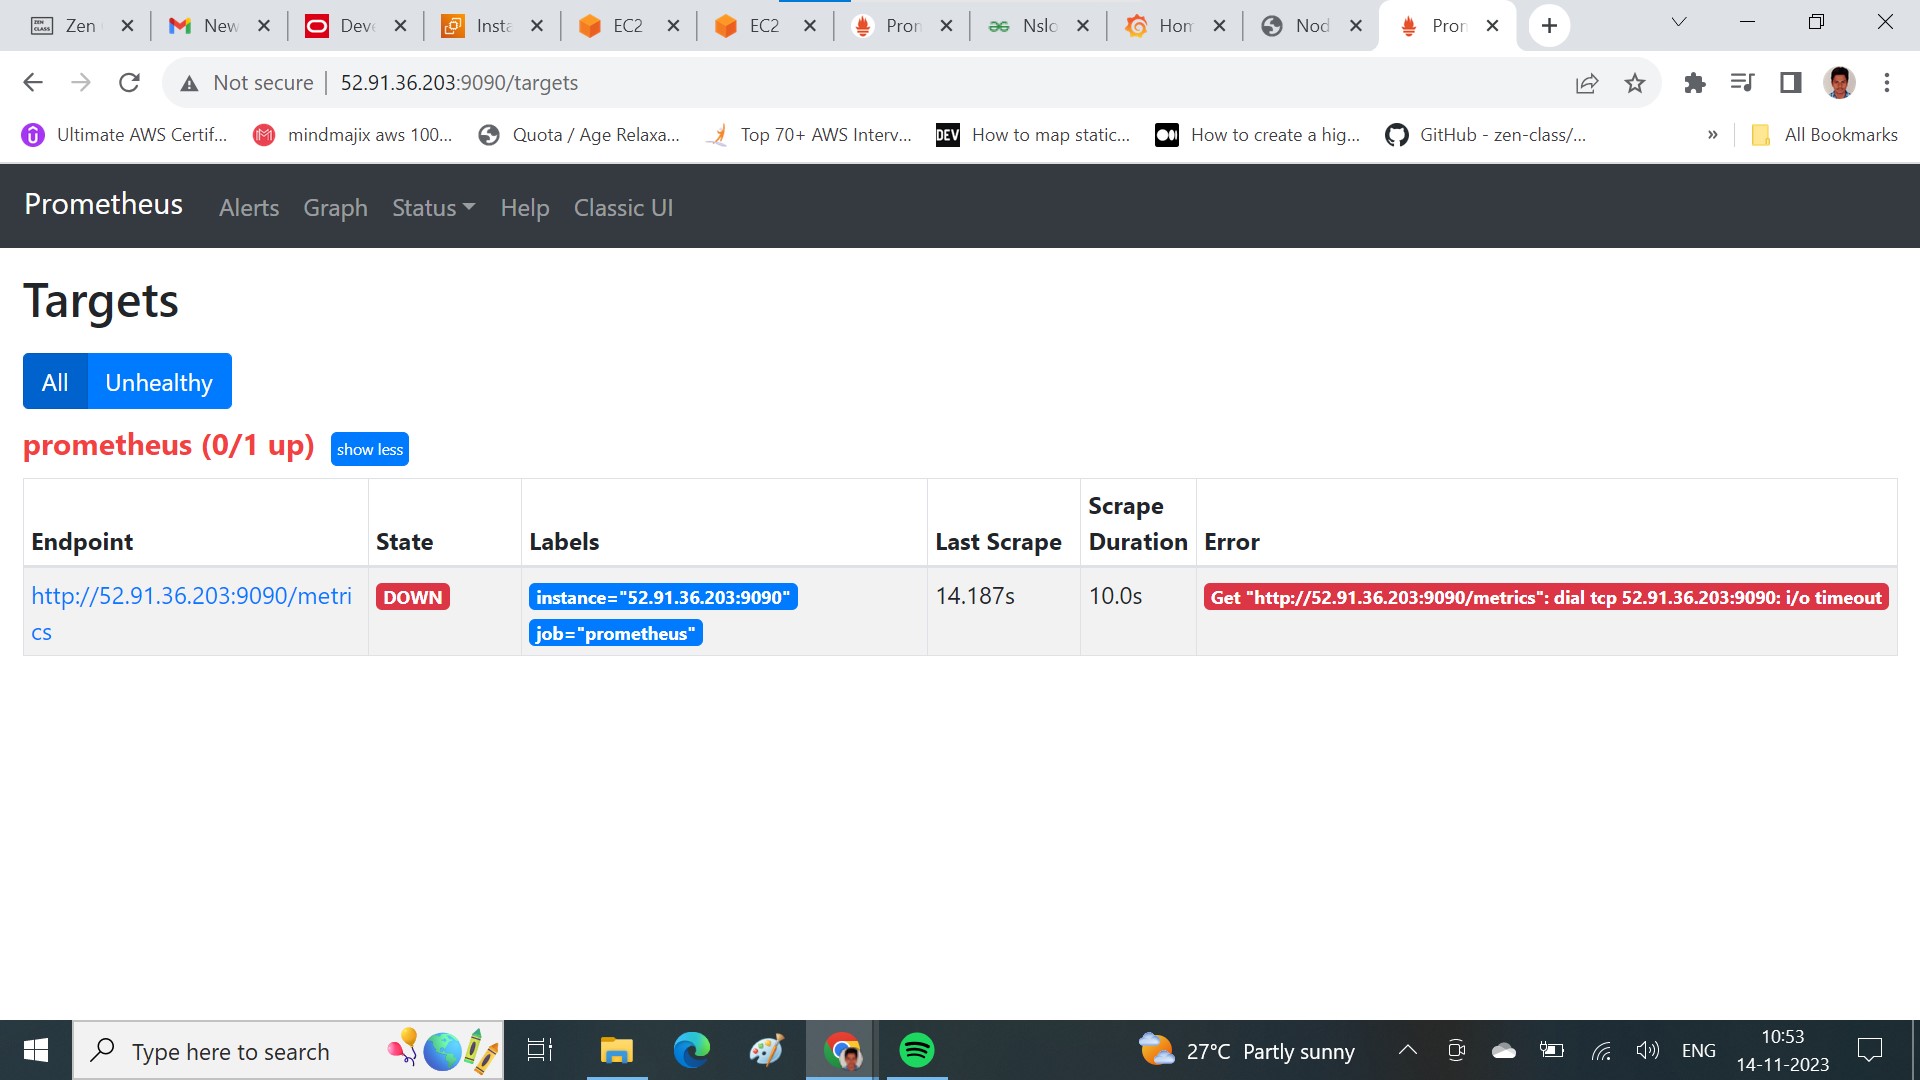 Zen
New
Deve
Insta
EC2
EC2
Pron
Nslo
Hom
Nod
Pron
Not secure
52.91.36.203:9090/targets
Ultimate AWS Certif...
mindmajix aws 100...
Quota / Age Relaxa...
Top 70+ AWS Interv...
DEV
How to map static...
How to create a hig...
GitHub - zen-class/...
»
All Bookmarks
Prometheus
Alerts
Graph
Status
Help
Classic UI
Targets
All
Unhealthy
prometheus (0/1 up)
show less
Endpoint
State
Labels
Last Scrape
Scrape
Duration
Error
http://52.91.36.203:9090/metri
cs
DOWN
instance="52.91.36.203:9090"
job="prometheus"
14.187s
10.0s
Get "http://52.91.36.203:9090/metrics": dial tcp 52.91.36.203:9090: i/o timeout
Type here to search
27°C Partly sunny
ENG
10:53
14-11-2023